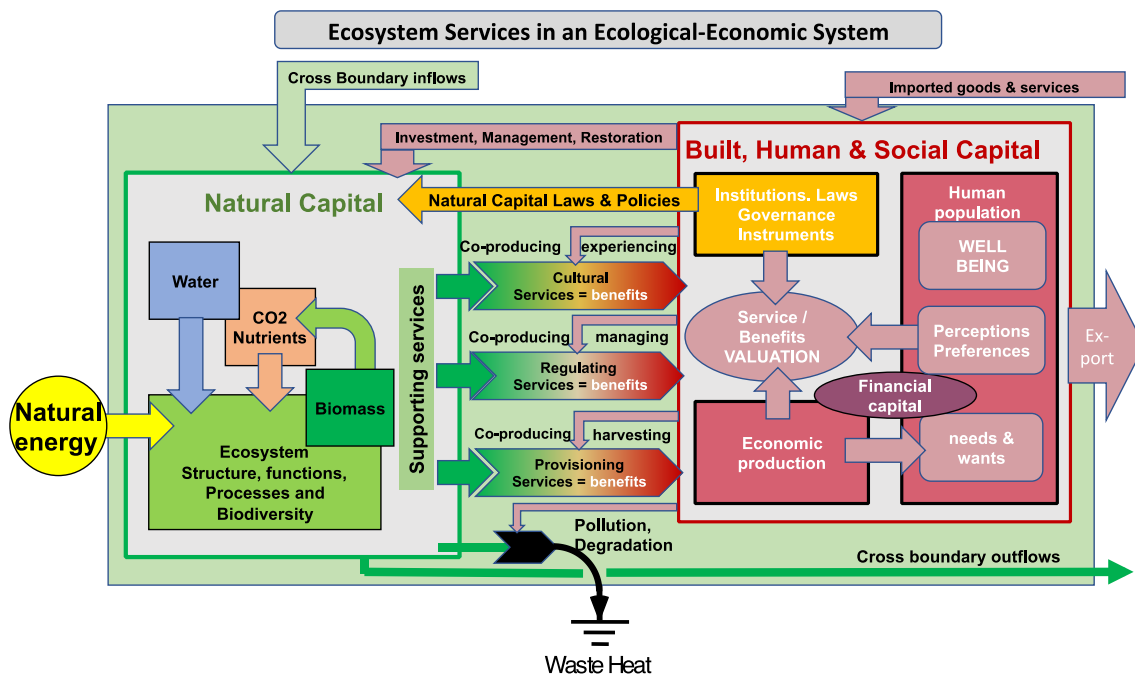 Ecosystem Services in an Ecological-Economic System
Cross Boundary inflows
Imported goods & services
Investment, Management, Restoration
Built, Human & Social Capital
Natural Capital
Natural Capital Laws & Policies
Institutions. Laws
Governance
Instruments
Human
population
WELL
BEING
Co-producing experiencing
Cultural
Services = benefits
Water
CO2
Nutrients
Biomass
Supporting services
Service /
Benefits
VALUATION
Perceptions
Preferences
Ex-
port
Co-producing managing
Regulating
Services = benefits
Financial
capital
Natural
energy
Ecosystem
Structure, functions,
Processes and
Biodiversity
Co-producing harvesting
Provisioning
Services = benefits
Economic
production
needs &
wants
Pollution,
Degradation
Cross boundary outflows
Waste Heat